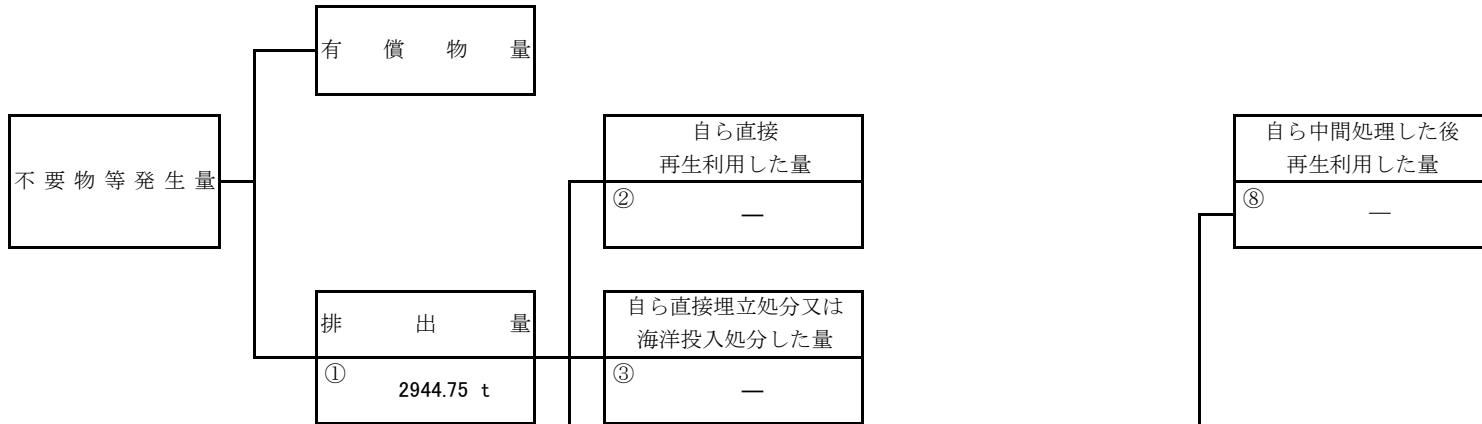 有償物量
自ら直接
再生利用した量
自ら中間処理した後
再生利用した量
不要物等発生量
②
―
⑧
―
排出量
自ら直接埋立処分又は
海洋投入処分した量
①
2944.75 t
③
―